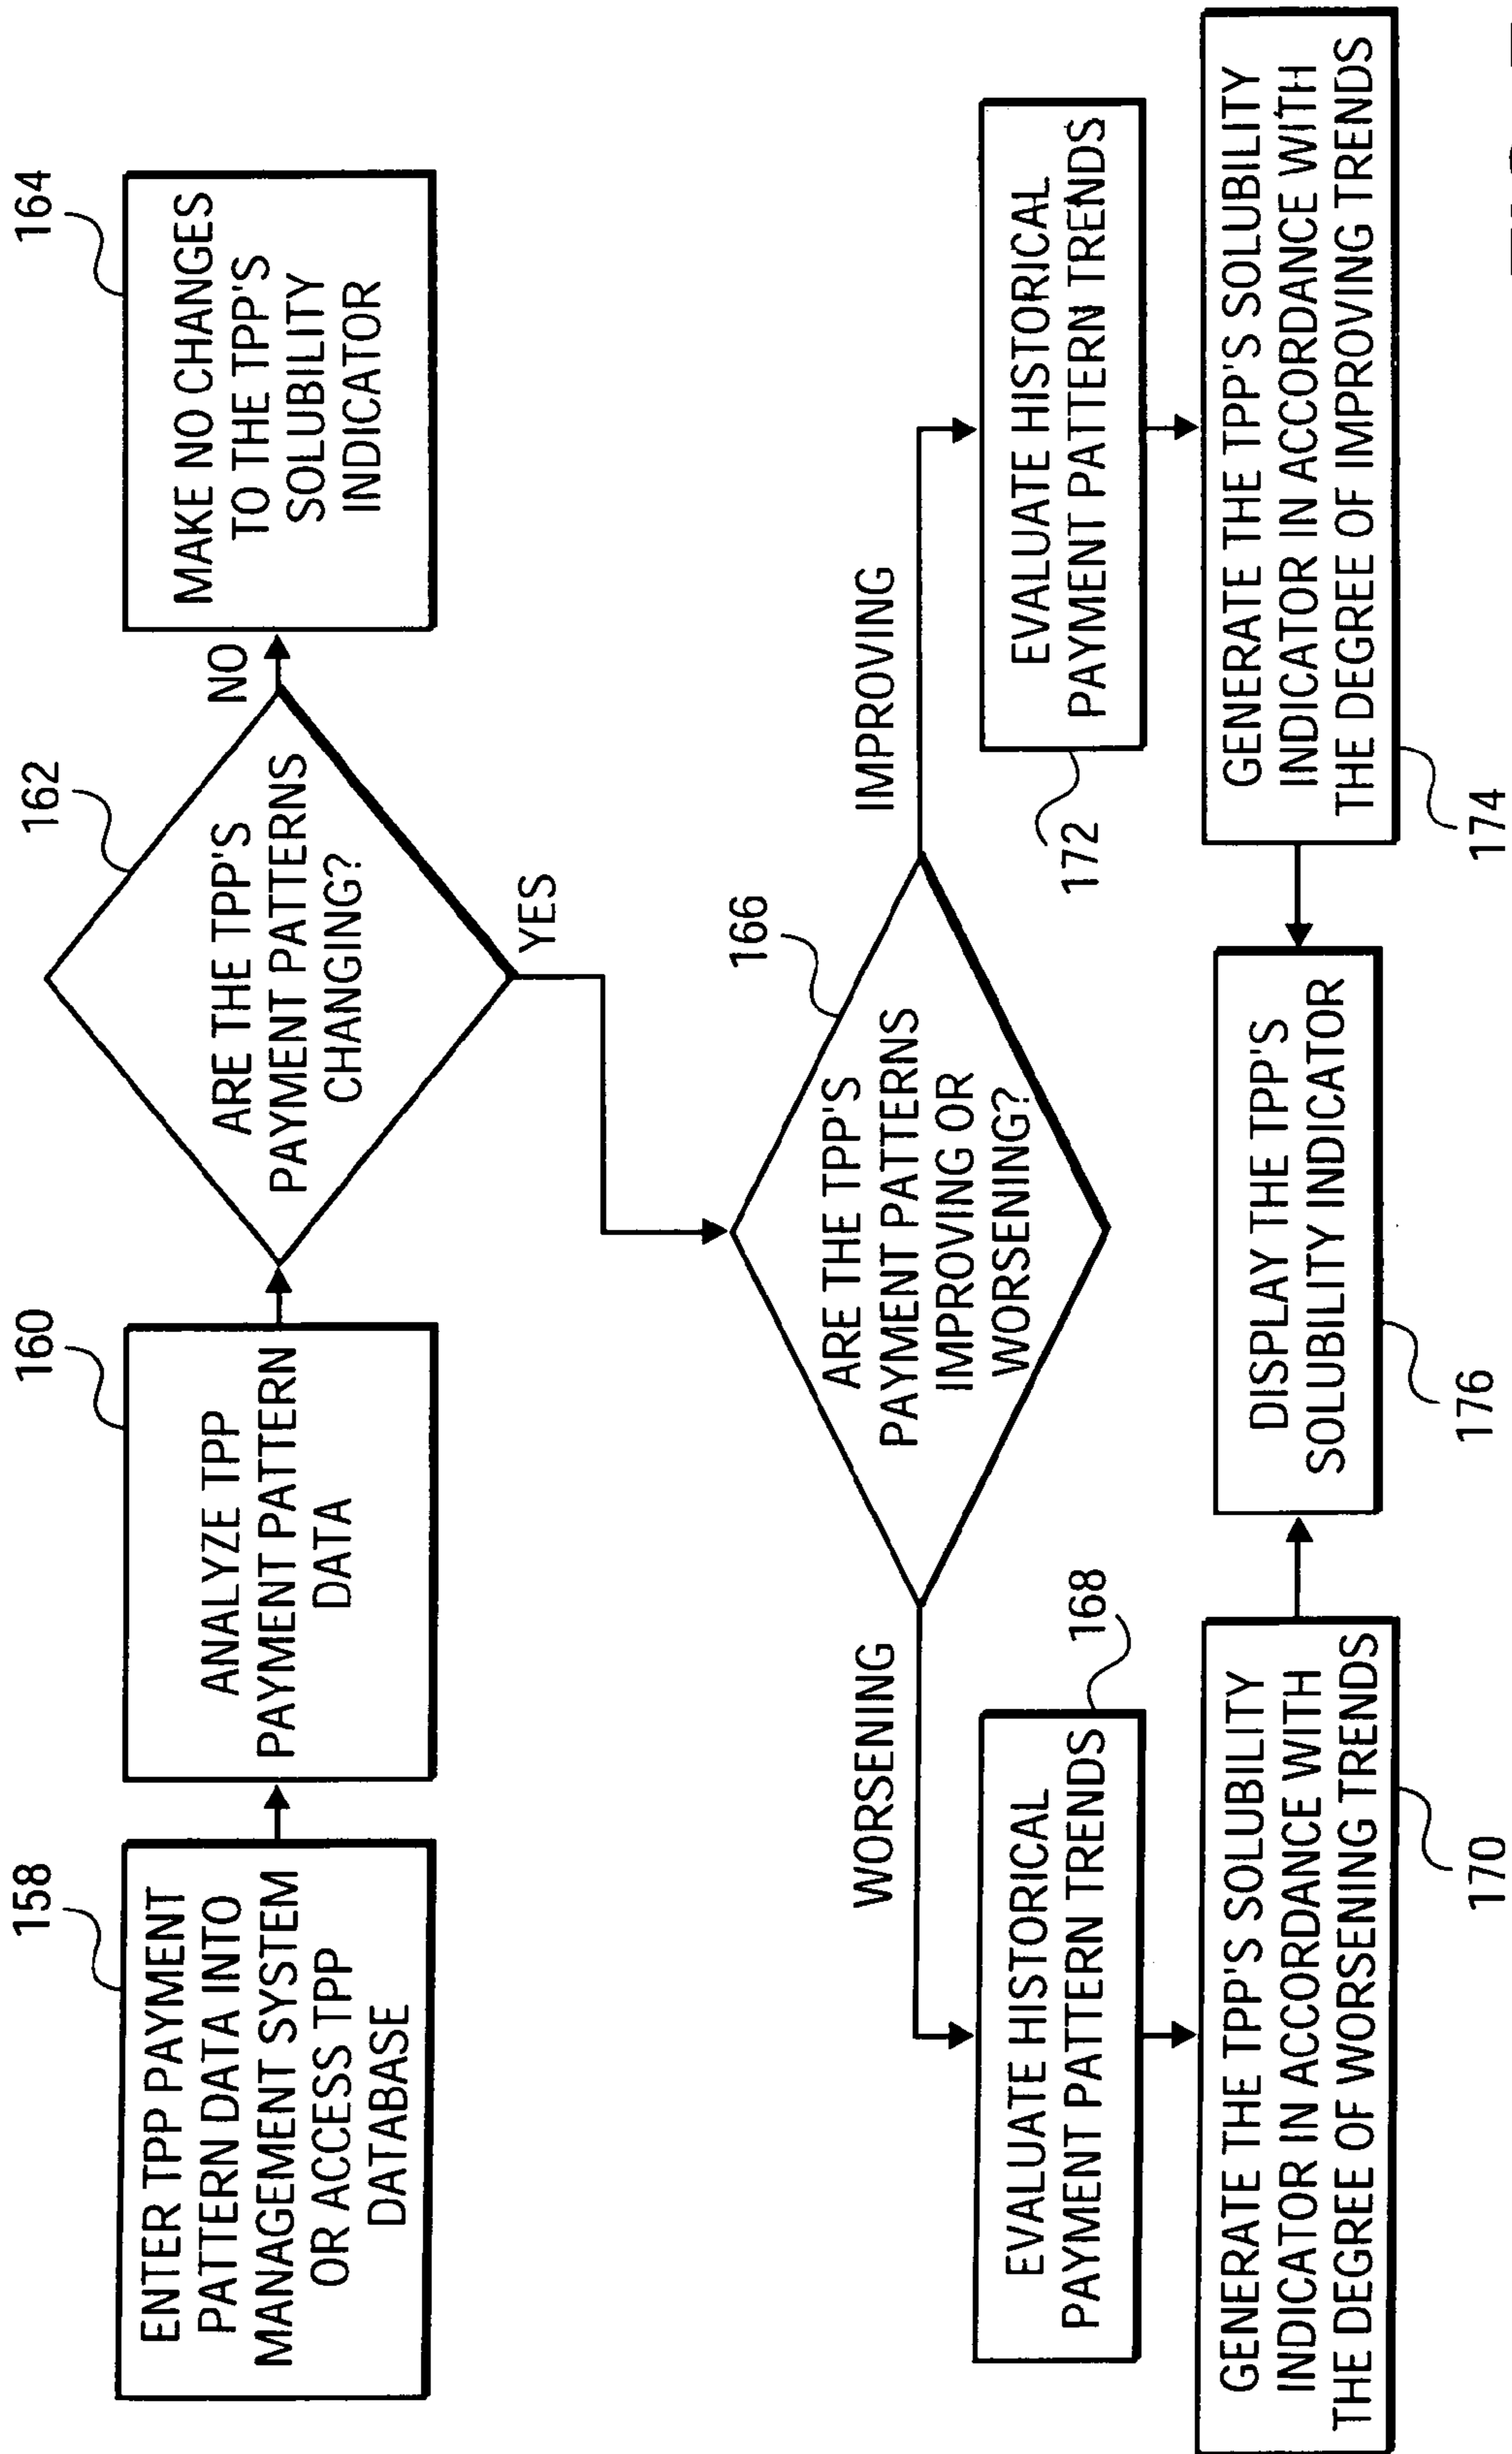 158
ENTER TPP PAYMENT
PATTERN DATA INTO
MANAGEMENT SYSTEM
OR ACCESS TPP
DATABASE
160
ANALYZE TPP
PAYMENT PATTERN
DATA
162
ARE THE TPP'S
PAYMENT PATTERNS
CHANGING?
NO
164
MAKE NO CHANGES
TO THE TPP'S
SOLUBILITY
INDICATOR
YES
166
ARE THE TPP'S
PAYMENT PATTERNS
IMPROVING OR
WORSENING?
WORSENING
168
EVALUATE HISTORICAL
PAYMENT PATTERN TRENDS
GENERATE THE TPP'S SOLUBILITY
INDICATOR IN ACCORDANCE WITH
THE DEGREE OF WORSENING TRENDS
170
IMPROVING
EVALUATE HISTORICAL
PAYMENT PATTERN TRENDS
172
GENERATE THE TPP'S SOLUBILITY
INDICATOR IN ACCORDANCE WITH
THE DEGREE OF IMPROVING TRENDS
174
DISPLAY THE TPP'S
SOLUBILITY INDICATOR
176